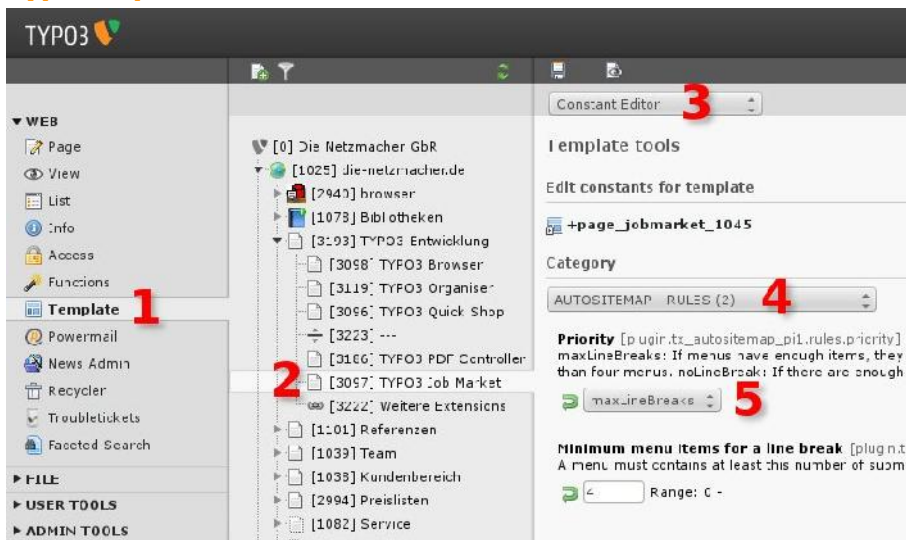 TYPO3
Constant Editor
3
WEB
Page
View
List
Info
Access
Functions
Template
1
Powermail
News Admin
Recycler
Troubletickets
Faceted Search
FILE
USER TOOLS
ADMIN TOOLS
[0] Die Netzmacher GbR
[1025] die-netzmacher.de
[2940] browser
[1078] Bibliotheken
[3193] TYPO3 Entwicklung
[3098] TYPO3 Browser
[3119] TYPO3 Organiser
[3096] TYPO3 Quick Shop
[3223] ---
[3186] TYPO3 PDF Controller
2
[3097] TYPO3 Job Market
[3222] Weitere Extensions
[1101] Referenzen
[1039] Team
[1038] Kundenbereich
[2994] Preislisten
[1082] Service
Template tools
Edit constants for template
+page_jobmarket_1045
Category
AUTOSITEMAP RULES (2)
4
Priority [plugin.tx_autositemap_pi1.rules.priority]
maxLineBreaks: If menus have enough items, they
than four menus. noLineBreak: If there are enough
maxLineBreaks
5
Minimum menu items for a line break [plugin.t
A menu must contains at least this number of subm
Range: 0 -